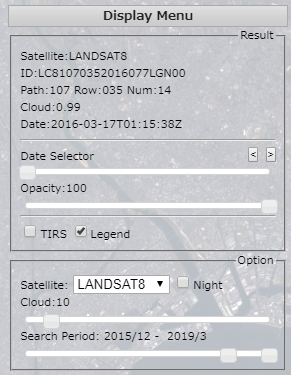 Display Menu
Result
Satellite:LANDSAT8
ID:LC81070352016077LGN00
Path:107 Row:035 Num:14
Cloud:0.99
Date:2016-03-17T01:15:38Z
Date Selector < >
Opacity:100
TIRS Legend
Option
Satellite: LANDSAT8 Night
Cloud:10
Search Period: 2015/12 - 2019/3